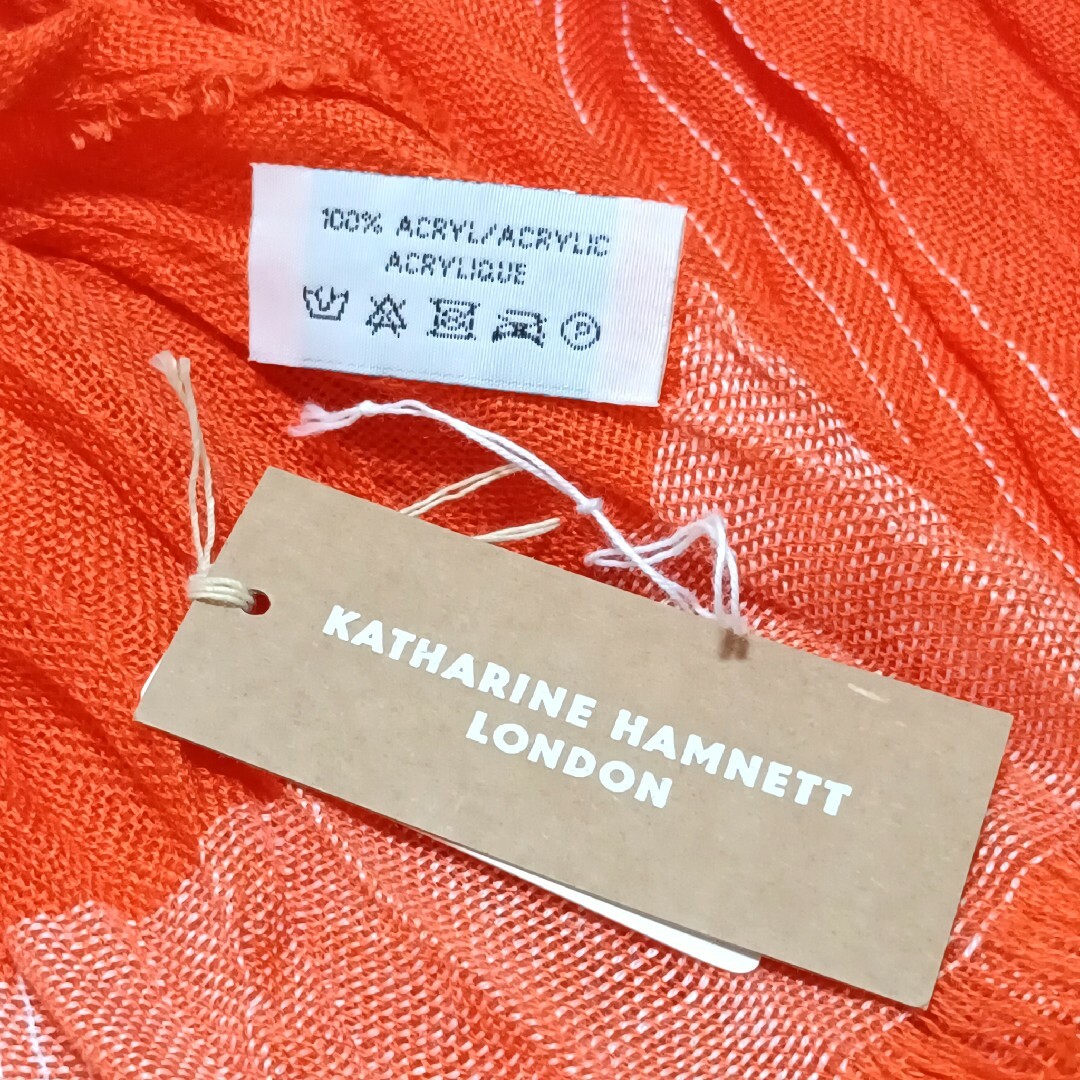 100% ACRYL/ACRYLIC
ACRYLIQUE
P
KATHARINE HAMNETT
LONDON